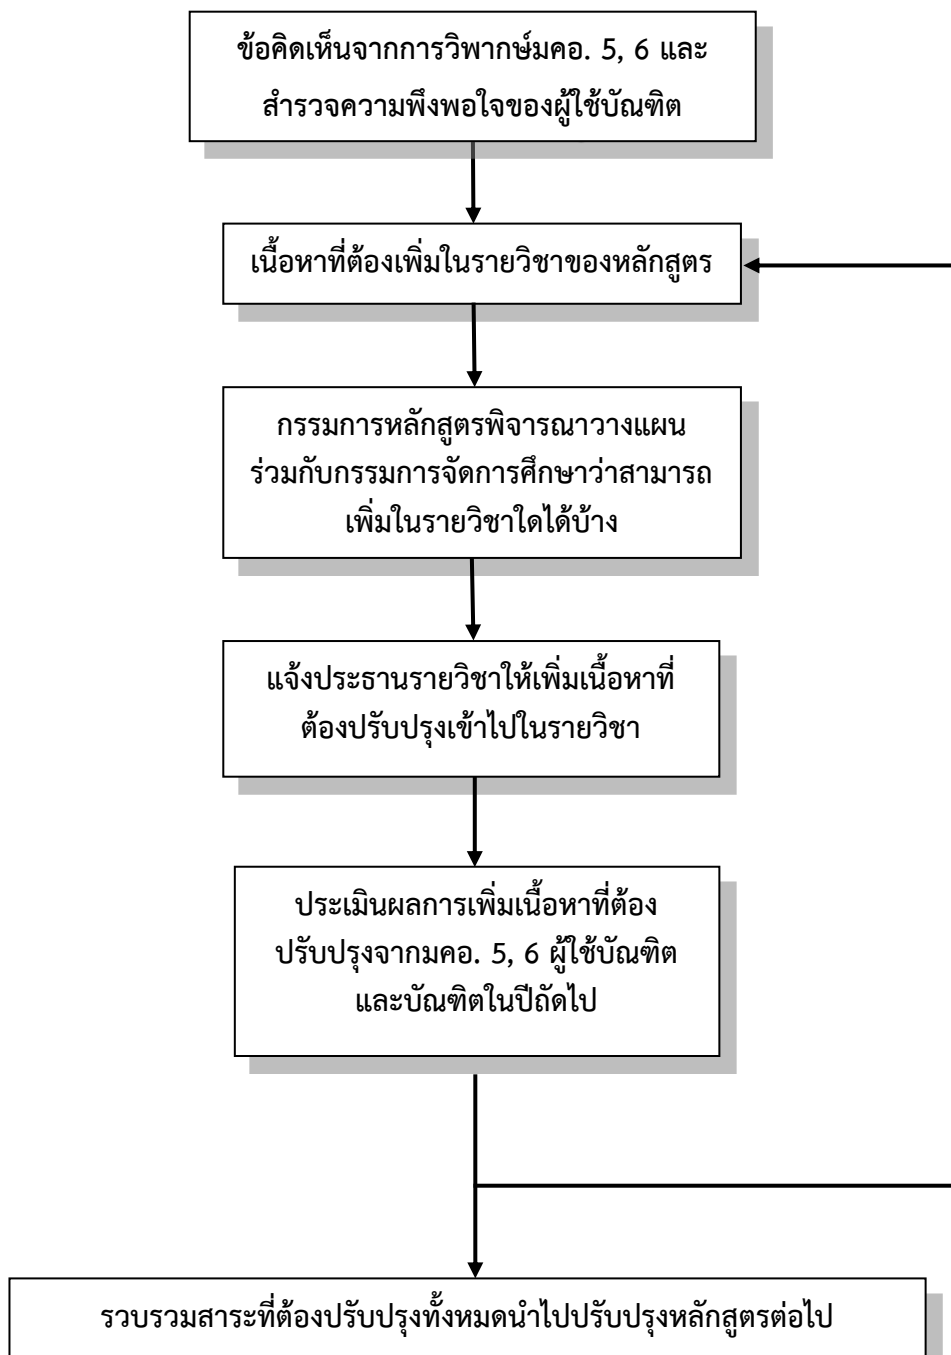 ข้อคิดเห็นจากการวิพากษ์มคอ. 5, 6 และ
สำรวจความพึงพอใจของผู้ใช้บัณฑิต
เนื้อหาที่ต้องเพิ่มในรายวิชาของหลักสูตร
กรรมการหลักสูตรพิจารณาวางแผน
ร่วมกับกรรมการจัดการศึกษาว่าสามารถ
เพิ่มในรายวิชาใดได้บ้าง
แจ้งประธานรายวิชาให้เพิ่มเนื้อหาที่
ต้องปรับปรุงเข้าไปในรายวิชา
ประเมินผลการเพิ่มเนื้อหาที่ต้อง
ปรับปรุงจากมคอ. 5, 6 ผู้ใช้บัณฑิต
และบัณฑิตในปีถัดไป
รวบรวมสาระที่ต้องปรับปรุงทั้งหมดนำไปปรับปรุงหลักสูตรต่อไป